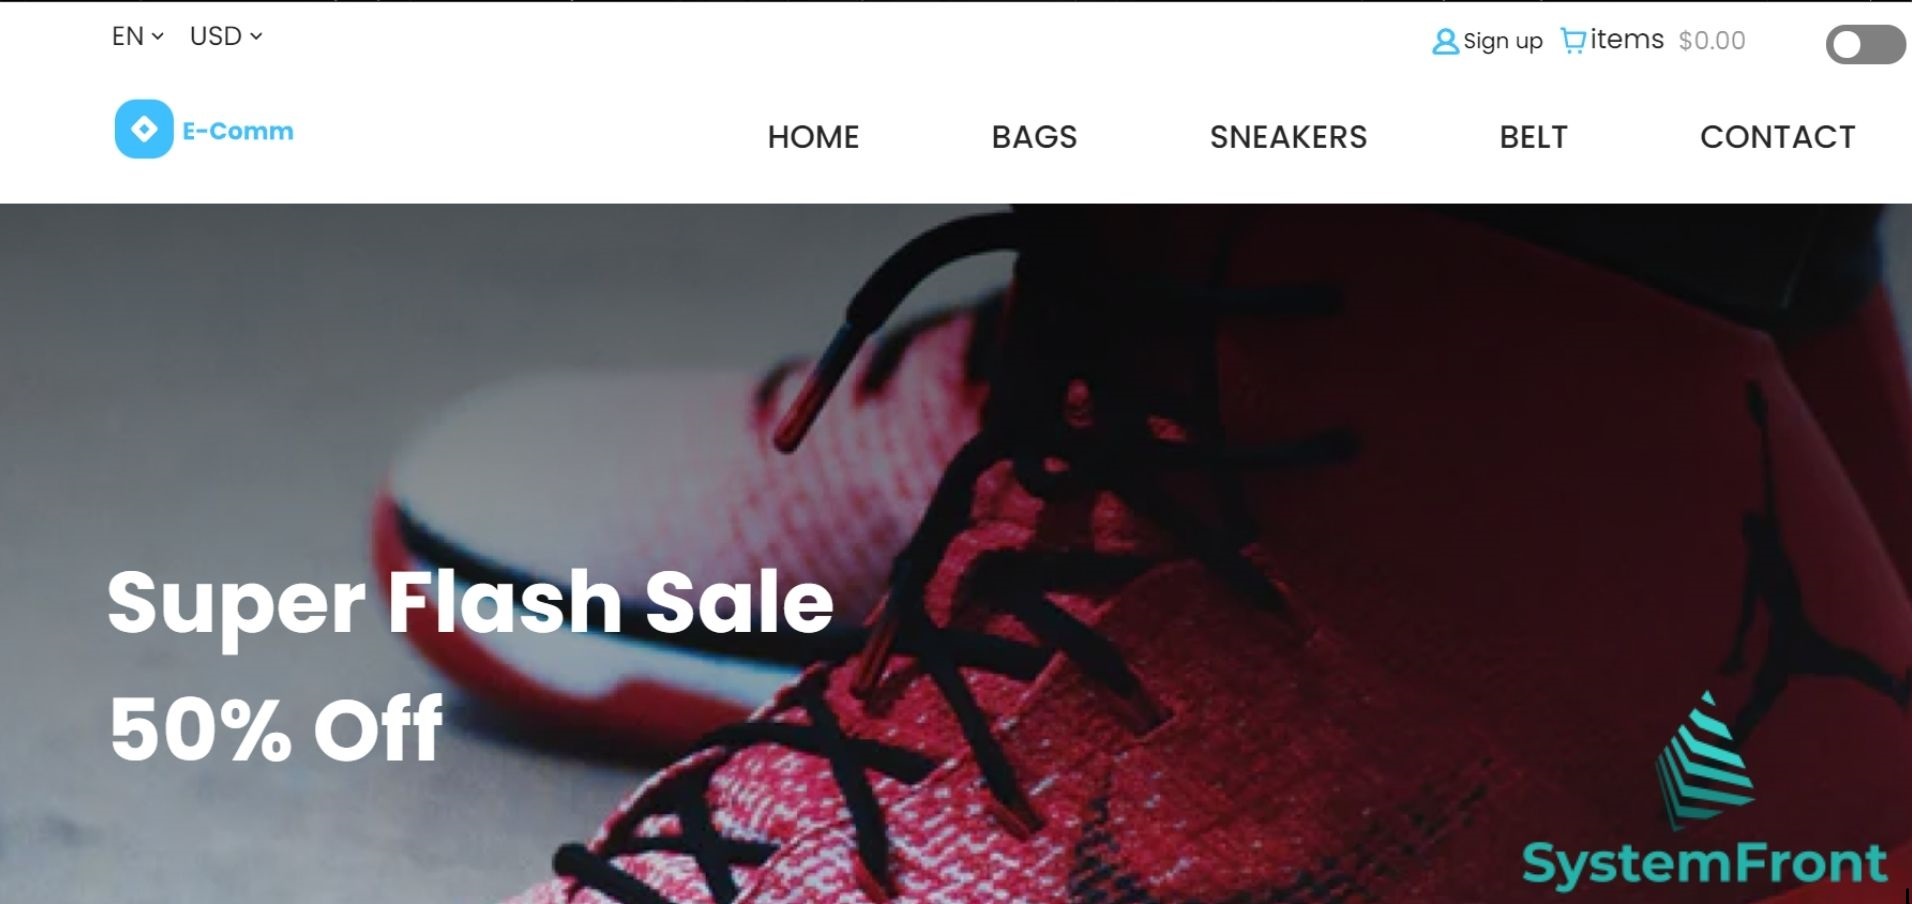 EN USD Sign up items $0.00
E-Comm HOME BAGS SNEAKERS BELT CONTACT
Super Flash Sale
50% Off
SystemFront